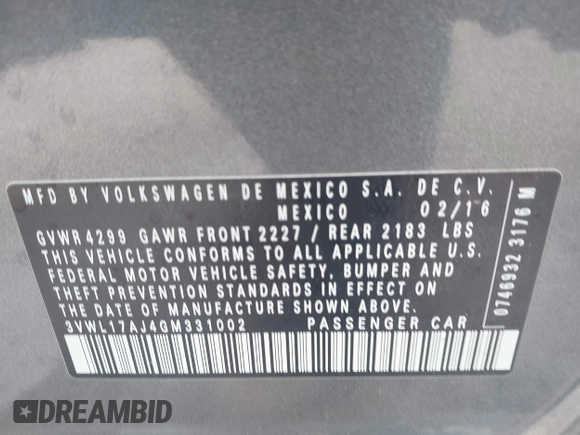 MFD BY VOLKSWAGEN DE MEXICO S.A. DE C.V.
MEXICO 02/16
GVWR 4299 GAWR FRONT 2227 / REAR 2183 LBS
THIS VEHICLE CONFORMS TO ALL APPLICABLE U.S.
FEDERAL MOTOR VEHICLE SAFETY, BUMPER AND
THEFT PREVENTION STANDARDS IN EFFECT ON
THE DATE OF MANUFACTURE SHOWN ABOVE.
3VWL17AJ4GM331002 PASSENGER CAR
0746932 3176 M
DREAMBID